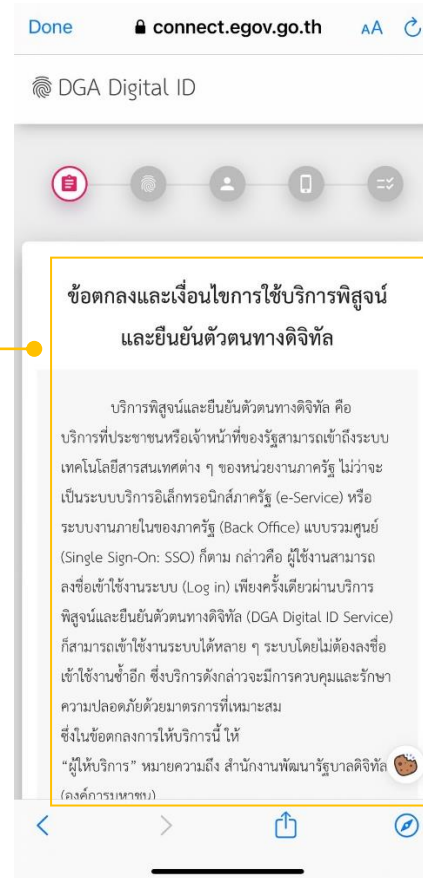 Done connect.egov.go.th AA
DGA Digital ID
ข้อตกลงและเงื่อนไขการใช้บริการพิสูจน์
และยืนยันตัวตนทางดิจิทัล
บริการพิสูจน์และยืนยันตัวตนทางดิจิทัล คือ
บริการที่ประชาชนหรือเจ้าหน้าที่ของรัฐสามารถเข้าถึงระบบ
เทคโนโลยีสารสนเทศต่าง ๆ ของหน่วยงานภาครัฐ ไม่ว่าจะ
เป็นระบบบริการอิเล็กทรอนิกส์ภาครัฐ (e-Service) หรือ
ระบบงานภายในของภาครัฐ (Back Office) แบบรวมศูนย์
(Single Sign-On: SSO) ก็ตาม กล่าวคือ ผู้ใช้งานสามารถ
ลงชื่อเข้าใช้งานระบบ (Log in) เพียงครั้งเดียวผ่านบริการ
พิสูจน์และยืนยันตัวตนทางดิจิทัล (DGA Digital ID Service)
ก็สามารถเข้าใช้งานระบบได้หลาย ๆ ระบบโดยไม่ต้องลงชื่อ
เข้าใช้งานซ้ำอีก ซึ่งบริการดังกล่าวจะมีการควบคุมและรักษา
ความปลอดภัยด้วยมาตรการที่เหมาะสม
ซึ่งในข้อตกลงการให้บริการนี้ ให้
“ผู้ให้บริการ” หมายความถึง สำนักงานพัฒนารัฐบาลดิจิทัล
(องค์การมหาชน)